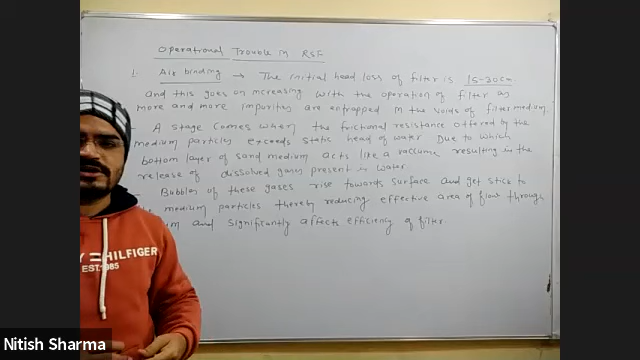 Operational Trouble in RSF
1. Air binding → The initial head loss of filter is 15-30cm
and this goes on increasing with the operation of filter as
more and more impurities are entrapped in the voids of filter medium.
- A stage comes when the frictional resistance offered by the
medium particles exceeds static head of water. Due to which
bottom layer of sand medium acts like a vaccume resulting in the
release of dissolved gases present in water.
- Bubbles of these gases rise towards surface and get stick to
medium particles thereby reducing effective area of flow through
and significantly affects efficiency of filter.
HILFIGER
EST. 1985
Nitish Sharma